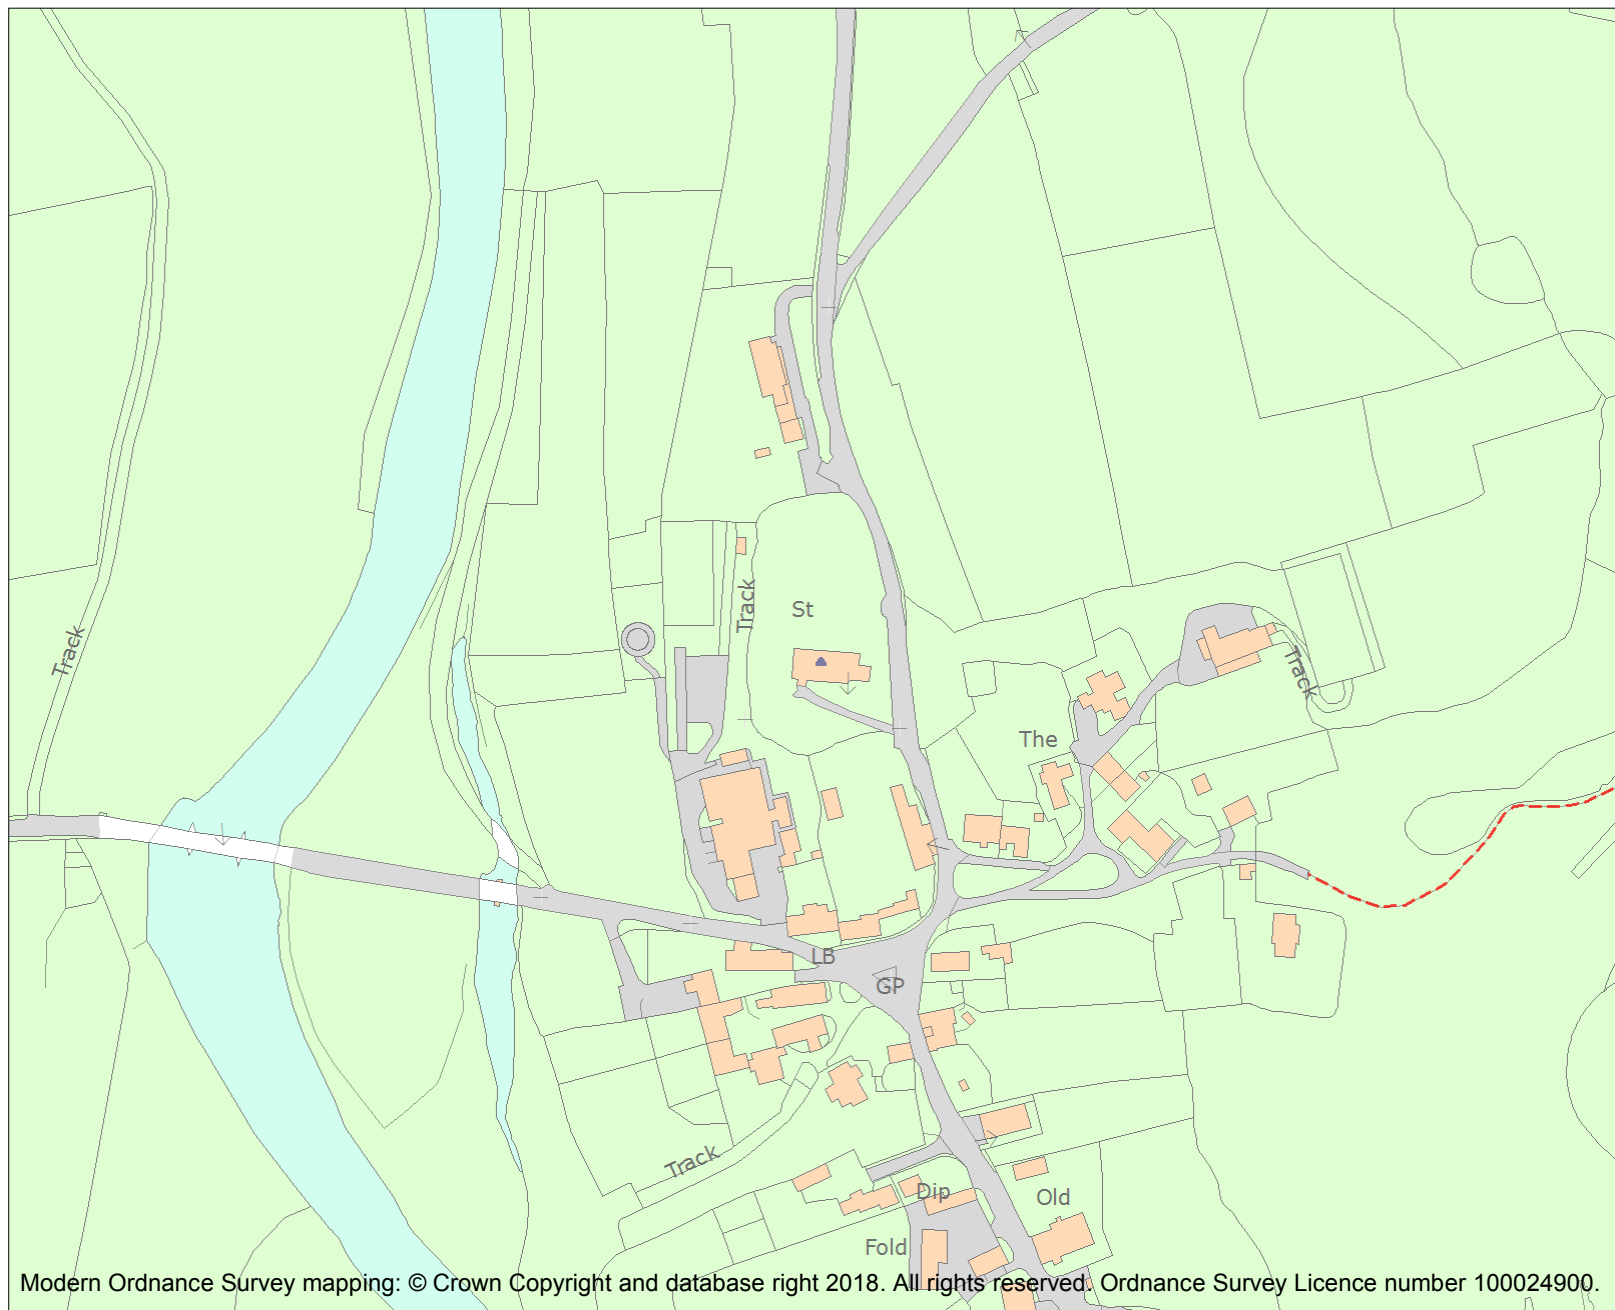 Track
St
Track
Track
The
LB
GP
Track
Dip
Old
Fold
Modern Ordnance Survey mapping: © Crown Copyright and database right 2018. All rights reserved. Ordnance Survey Licence number 100024900.